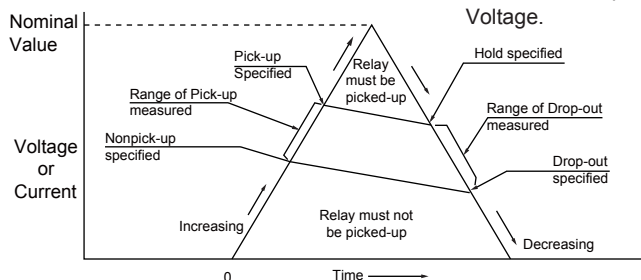 Voltage.
Nominal
Value
Pick-up
Specified
Relay
must be
picked-up
Hold specified
Range of Pick-up
measured
Range of Drop-out
measured
Nonpick-up
specified
Voltage
or
Current
Drop-out
specified
Increasing
Relay must not
be picked-up
Decreasing
0
Time